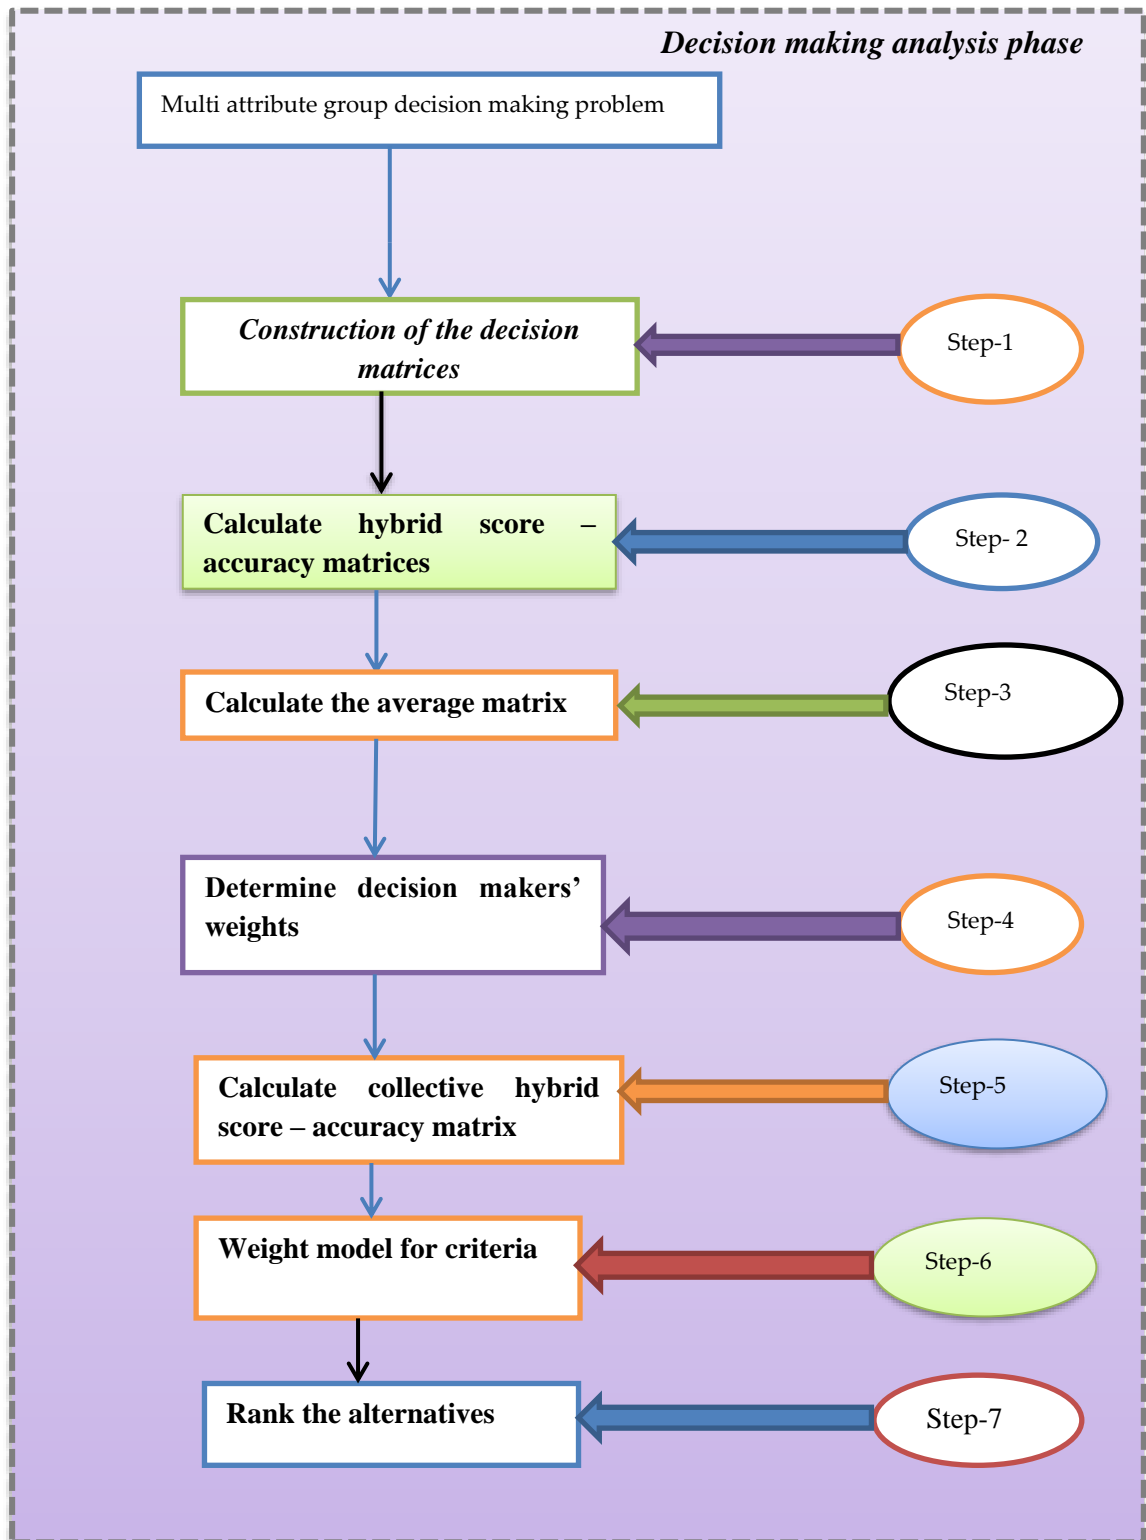 Decision making analysis phase
Multi attribute group decision making problem
Construction of the decision
matrices
Step-1
Calculate hybrid score –
accuracy matrices
Step- 2
Calculate the average matrix
Step-3
Determine decision makers’
weights
Step-4
Calculate collective hybrid
score – accuracy matrix
Step-5
Weight model for criteria
Step-6
Rank the alternatives
Step-7